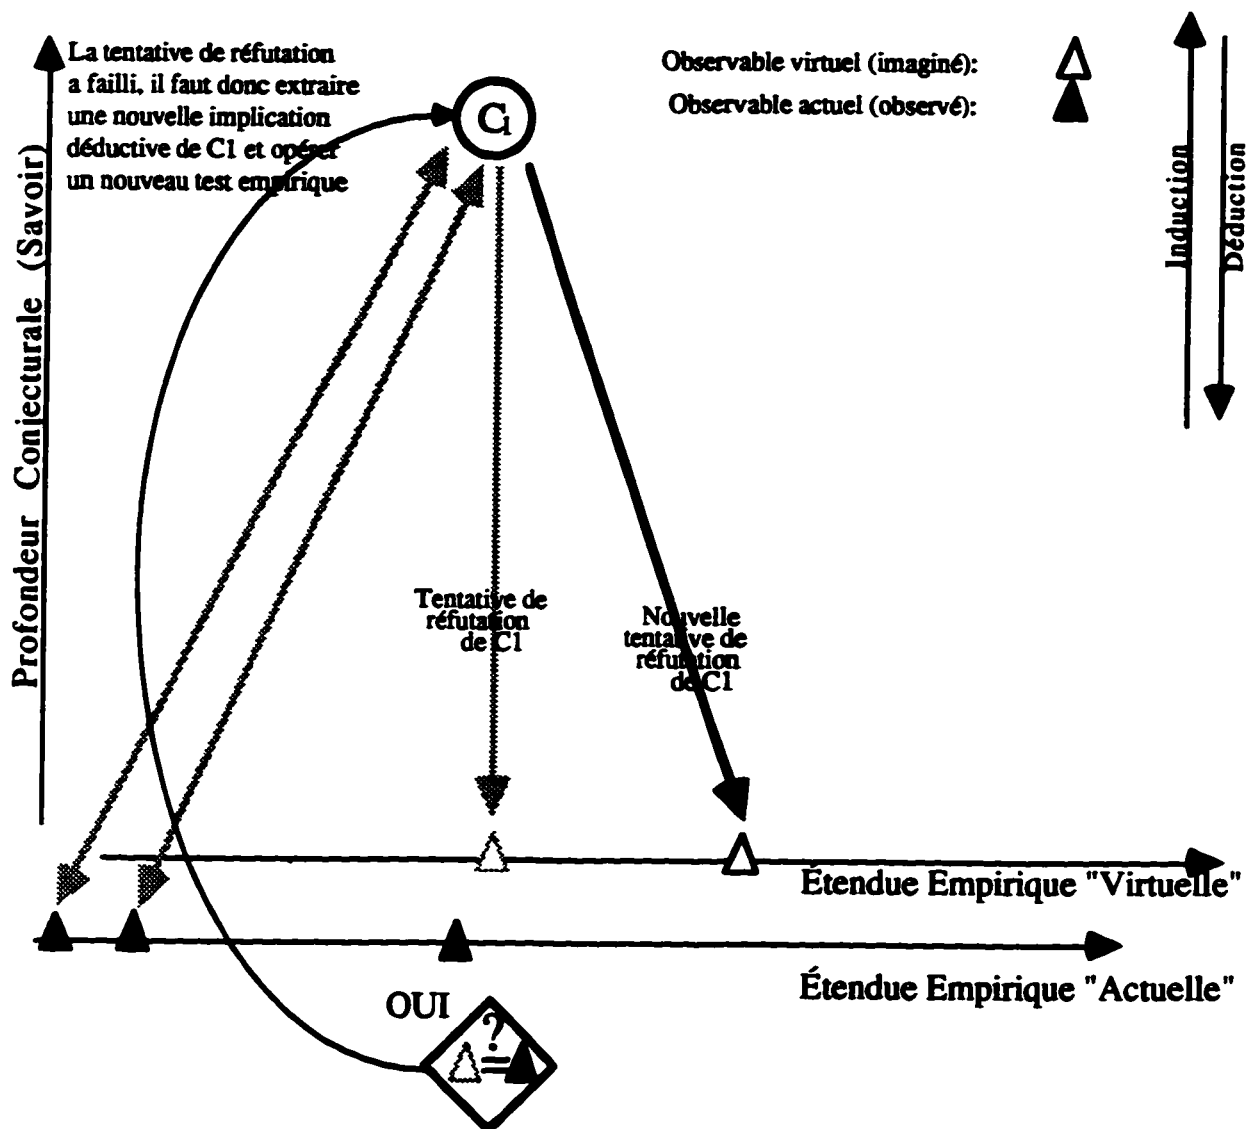 La tentative de réfutation
a failli, il faut donc extraire
une nouvelle implication
déductive de C1 et opérer
un nouveau test empirique
Observable virtuel (imaginé):
Observable actuel (observé):
Induction
Déduction
Profondeur Conjecturale (Savoir)
C1
Tentative de
réfutation
de C1
Nouvelle
tentative de
réfutation
de C1
Étendue Empirique "Virtuelle"
Étendue Empirique "Actuelle"
OUI
?
=